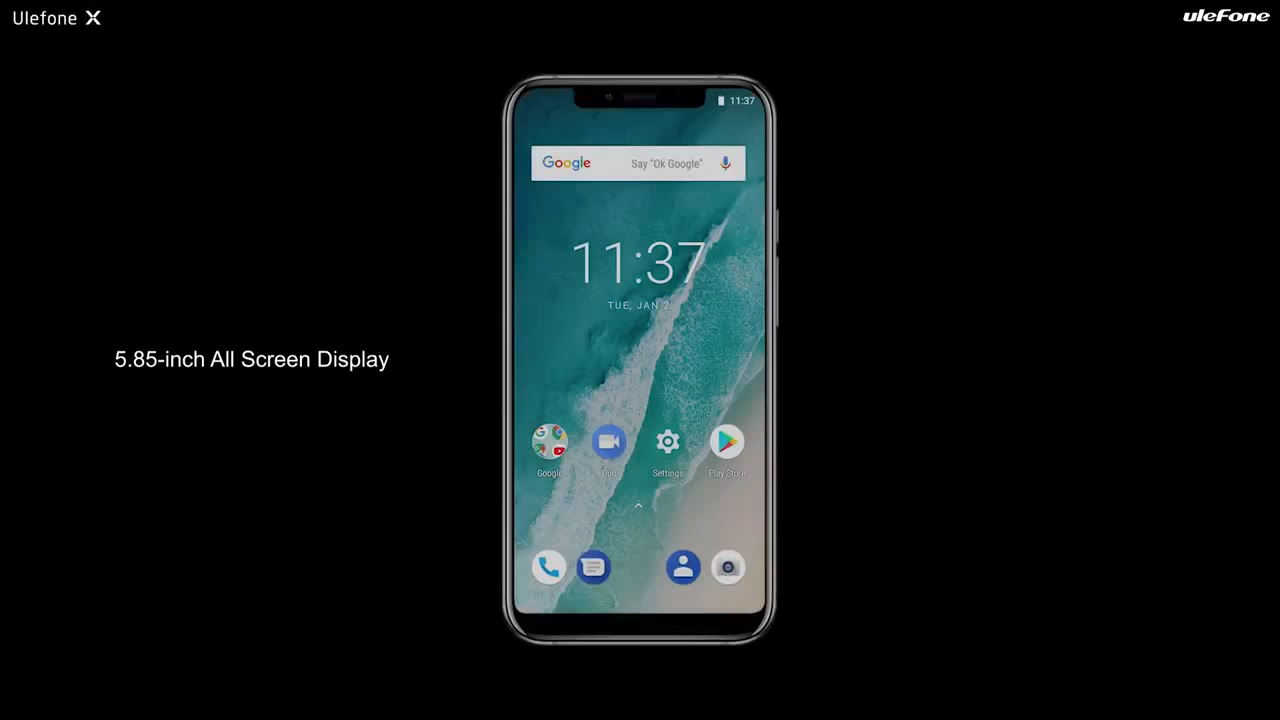 Ulefone X
uleFone
11:37
Google Say "Ok Google"
11:37
TUE, JAN 2
5.85-inch All Screen Display
Google Duo Settings Play Store